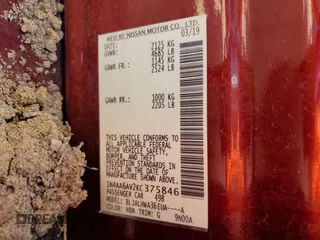 MFD BY NISSAN MOTOR CO., LTD.
DATE: 03/19
GVWR: 2125 KG
4685 LB
GAWR FR.: 1145 KG
2524 LB
GAWR RR.: 1000 KG
2205 LB
THIS VEHICLE CONFORMS
TO ALL APPLICABLE FEDERAL
MOTOR VEHICLE SAFETY,
BUMPER, AND THEFT
PREVENTION STANDARDS IN
EFFECT ON THE DATE OF
MANUFACTURE SHOWN ABOVE.
1N4AA6AV2KC375846
PASSENGER CAR 498
MODEL: BLJALHWA36EUA----A
COLOR: NBM TRIM: G 9N00A